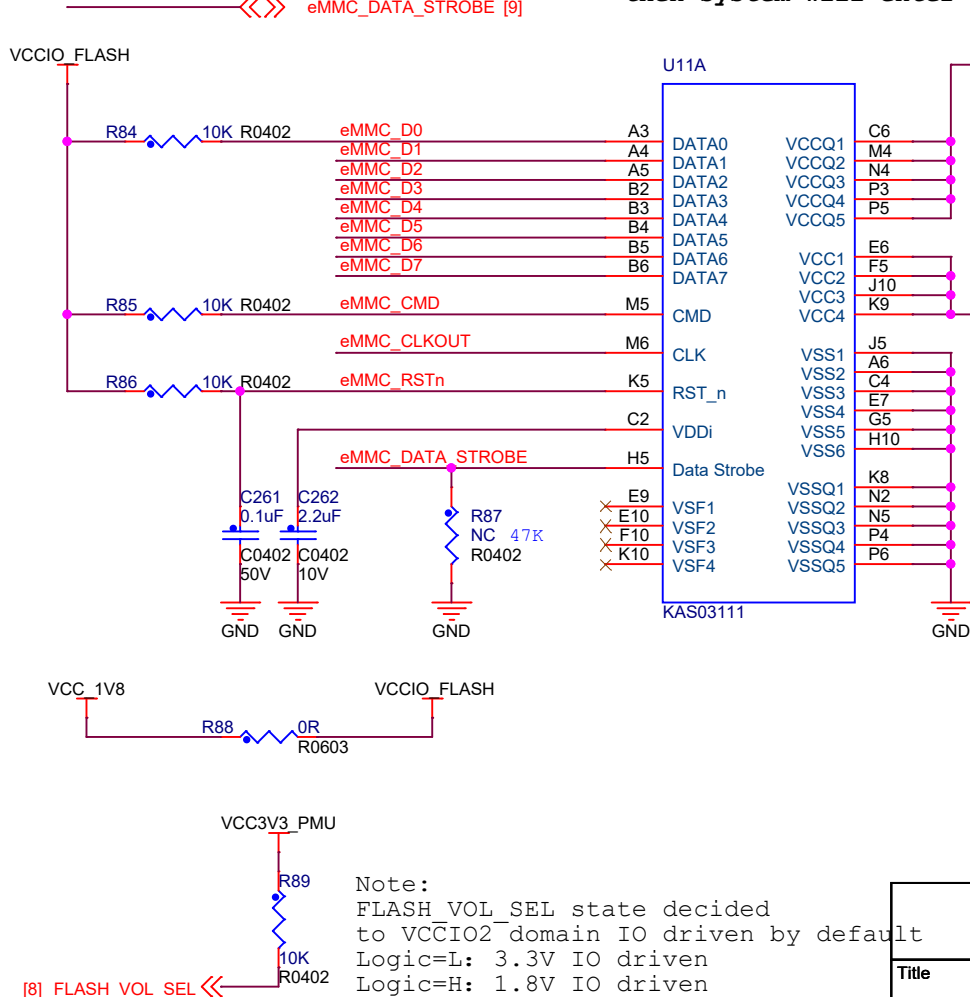 eMMC_DATA_STROBE [9]
VCCIO_FLASH
U11A
R84 10K R0402 eMMC_D0 A3 DATA0 VCCQ1 C6
eMMC_D1 A4 DATA1 VCCQ2 M4
eMMC_D2 A5 DATA2 VCCQ3 N4
eMMC_D3 B2 DATA3 VCCQ4 P3
eMMC_D4 B3 DATA4 VCCQ5 P5
eMMC_D5 B4 DATA5
eMMC_D6 B5 DATA6 VCC1 E6
eMMC_D7 B6 DATA7 VCC2 F5
VCC3 J10
R85 10K R0402 eMMC_CMD M5 CMD VCC4 K9
eMMC_CLKOUT M6 CLK VSS1 J5
VSS2 A6
R86 10K R0402 eMMC_RSTn K5 RST_n VSS3 C4
VSS4 E7
C2 VDDi VSS5 G5
VSS6 H10
eMMC_DATA_STROBE H5 Data Strobe
VSSQ1 K8
C261 C262 E9 VSF1 VSSQ2 N2
0.1uF 2.2uF R87 E10 VSF2 VSSQ3 N5
NC 47K F10 VSF3 VSSQ4 P4
C0402 C0402 R0402 K10 VSF4 VSSQ5 P6
50V 10V
KAS03111
GND GND GND GND
VCC_1V8 VCCIO_FLASH
R88 0R
R0603
VCC3V3_PMU
R89
10K
R0402
[8] FLASH_VOL_SEL
Note:
FLASH_VOL_SEL state decided
to VCCIO2 domain IO driven by default
Logic=L: 3.3V IO driven
Logic=H: 1.8V IO driven
Title